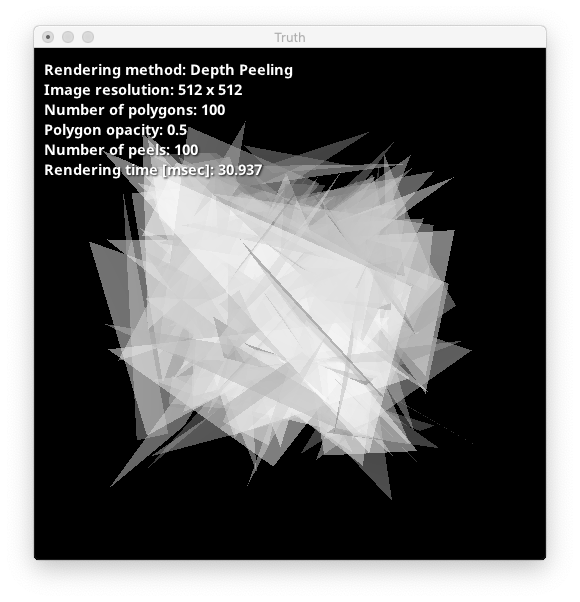 Truth
Rendering method: Depth Peeling
Image resolution: 512 x 512
Number of polygons: 100
Polygon opacity: 0.5
Number of peels: 100
Rendering time [msec]: 30.937